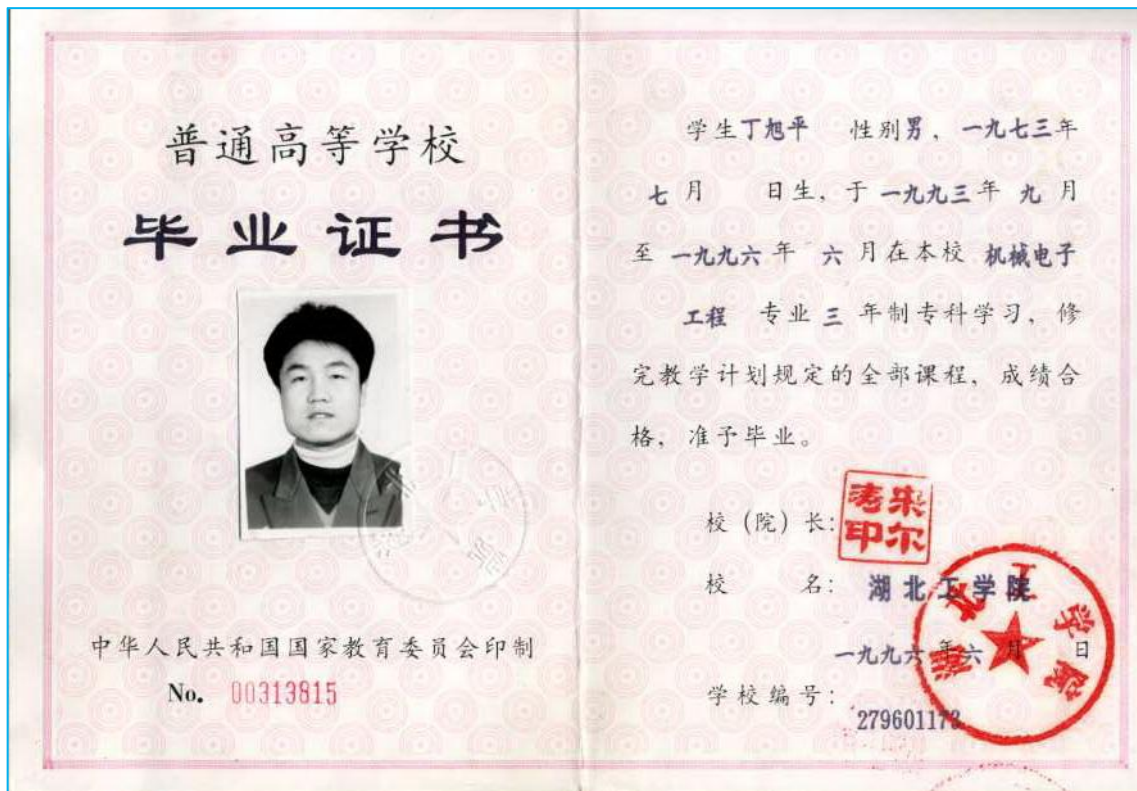 普通高等学校
毕业证书
中华人民共和国国家教育委员会印制
No. 00313815
学生丁旭平 性别男，一九七三年
七月 日生，于一九九三年 九月
至一九九六年 六月在本校 机械电子
工程 专业三年制专科学习，修
完教学计划规定的全部课程，成绩合
格，准予毕业。
校（院）长：
校 名：湖北工学院
一九九六年六月 日
学校编号：
279601173
湖北工学院